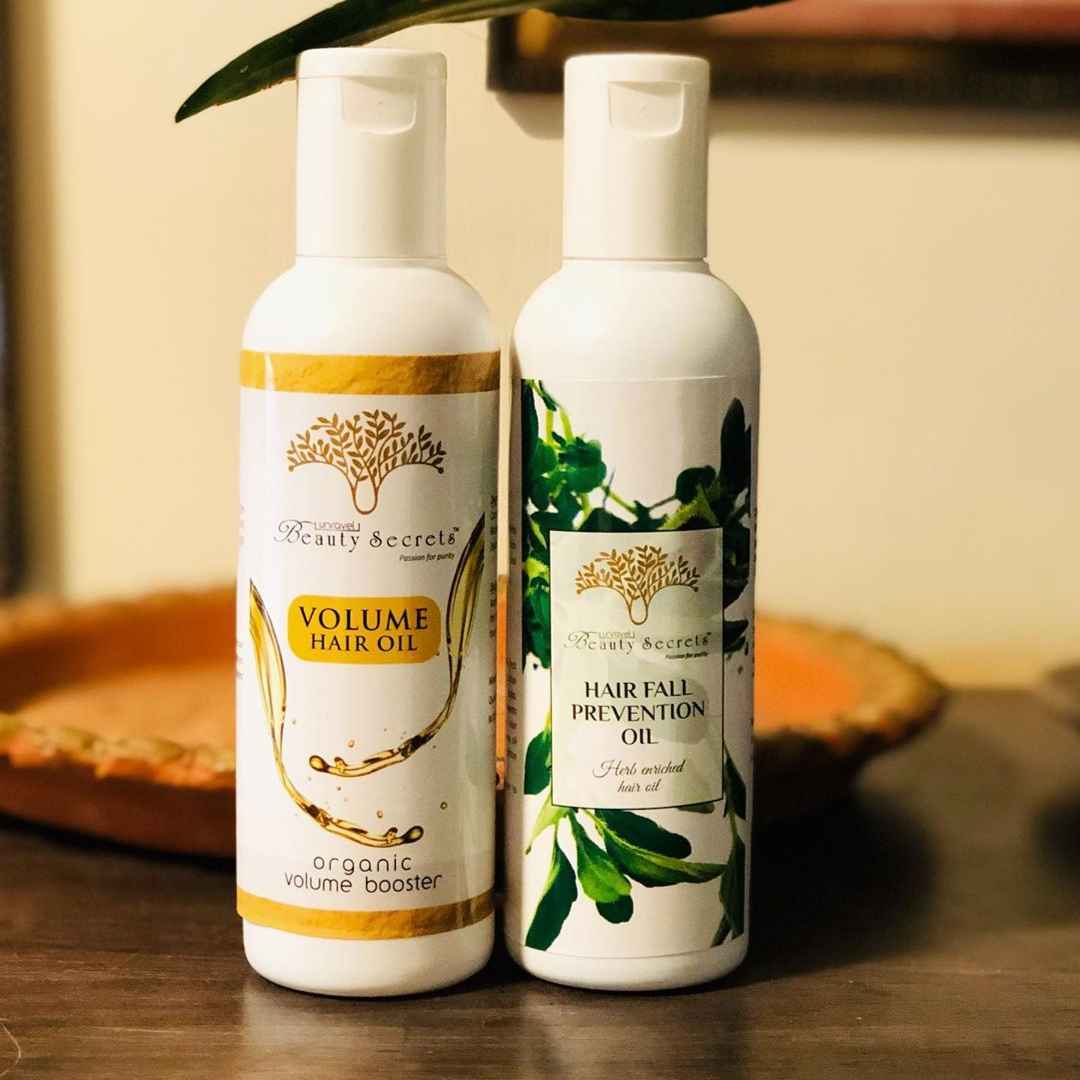 unravel
Beauty Secrets™
Passion for purity
VOLUME
HAIR OIL
organic
volume booster
unravel
Beauty Secrets™
Passion for purity
HAIR FALL
PREVENTION
OIL
Herb enriched
hair oil